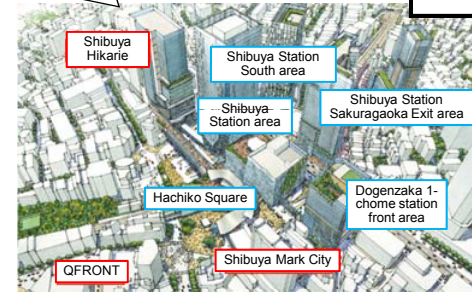 Shibuya
Hikarie
Shibuya Station
South area
Shibuya
Station area
Shibuya Station
Sakuragaoka Exit area
Hachiko Square
Dogenzaka 1-
chome station
front area
Shibuya Mark City
QFRONT